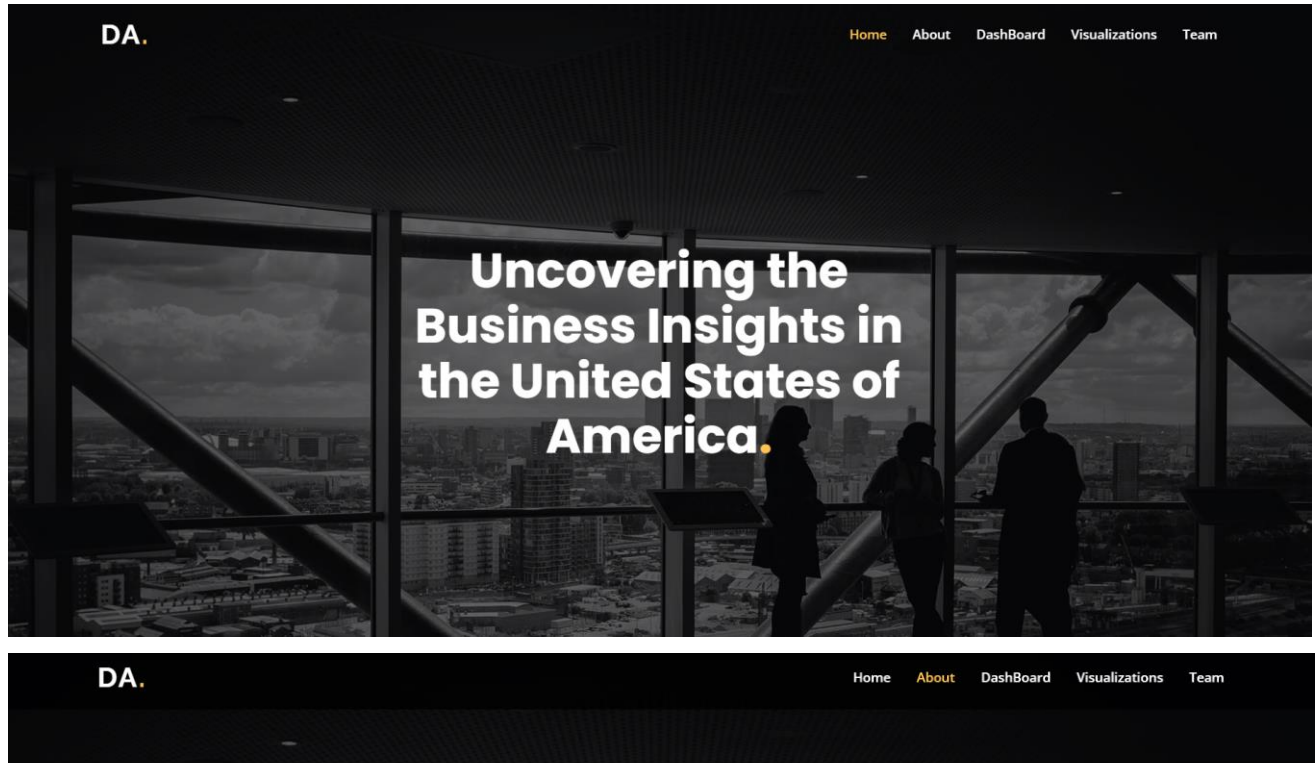 DA.
Home About DashBoard Visualizations Team
Uncovering the
Business Insights in
the United States of
America.
DA.
Home About DashBoard Visualizations Team